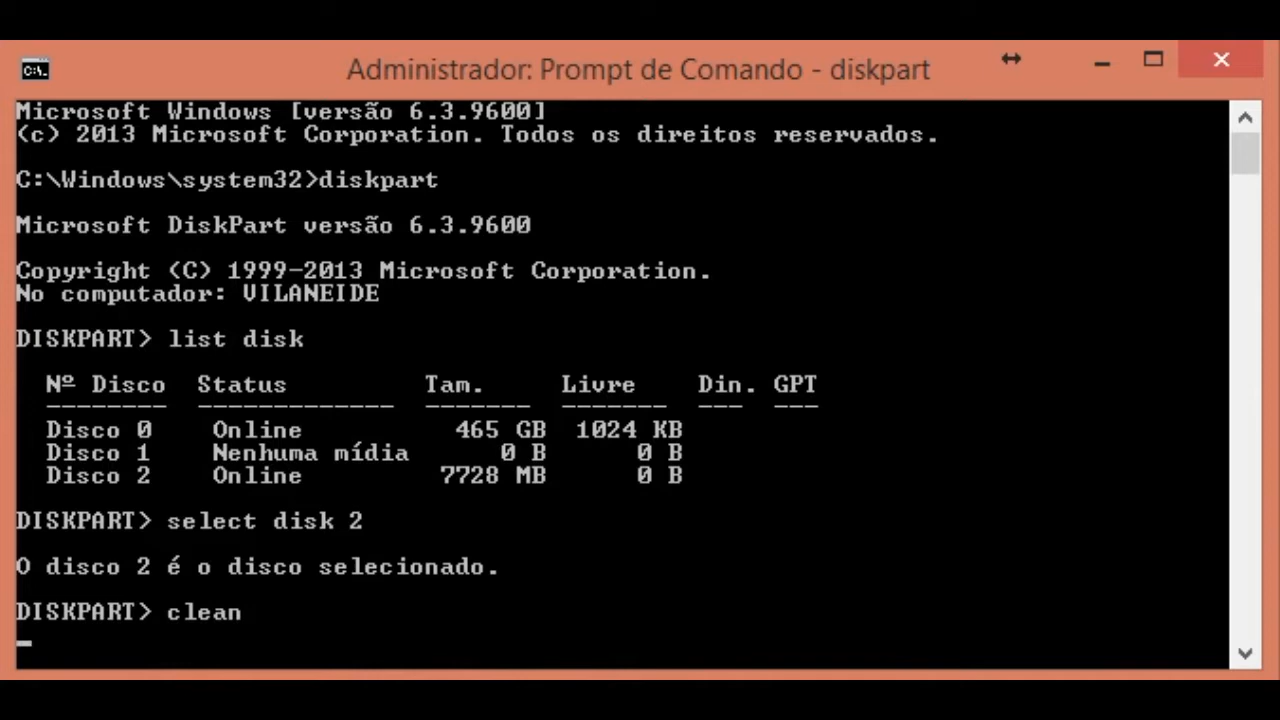 Administrador: Prompt de Comando - diskpart
Microsoft Windows [versão 6.3.9600]
(c) 2013 Microsoft Corporation. Todos os direitos reservados.
C:\Windows\system32>diskpart
Microsoft DiskPart versão 6.3.9600
Copyright (C) 1999-2013 Microsoft Corporation.
No computador: VILANEIDE
DISKPART> list disk
Nº Disco  Status         Tam.     Livre    Din.  GPT
--------  -------------  -------  -------  ---  ---
Disco 0    Online          465 GB  1024 KB
Disco 1    Nenhuma mídia      0 B      0 B
Disco 2    Online         7728 MB      0 B
DISKPART> select disk 2
O disco 2 é o disco selecionado.
DISKPART> clean